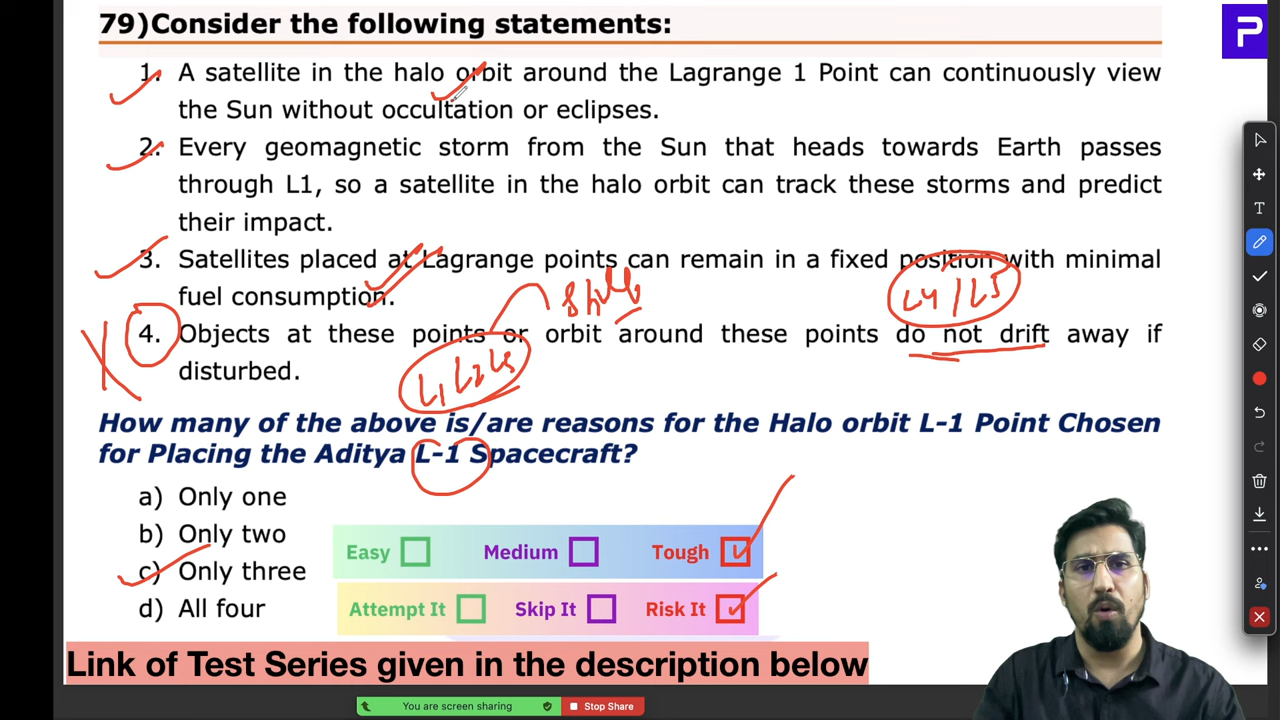 79)Consider the following statements:
1. A satellite in the halo orbit around the Lagrange 1 Point can continuously view
the Sun without occultation or eclipses.
2. Every geomagnetic storm from the Sun that heads towards Earth passes
through L1, so a satellite in the halo orbit can track these storms and predict
their impact.
3. Satellites placed at Lagrange points can remain in a fixed position with minimal
fuel consumption.
L4/L5
4. Objects at these points or orbit around these points do not drift away if
disturbed.
L1 L2 L3
How many of the above is/are reasons for the Halo orbit L-1 Point Chosen
for Placing the Aditya L-1 Spacecraft?
a) Only one
b) Only two
c) Only three
d) All four
Easy Medium Tough
Attempt It Skip It Risk It
Link of Test Series given in the description below
You are screen sharing Stop Share
P
T